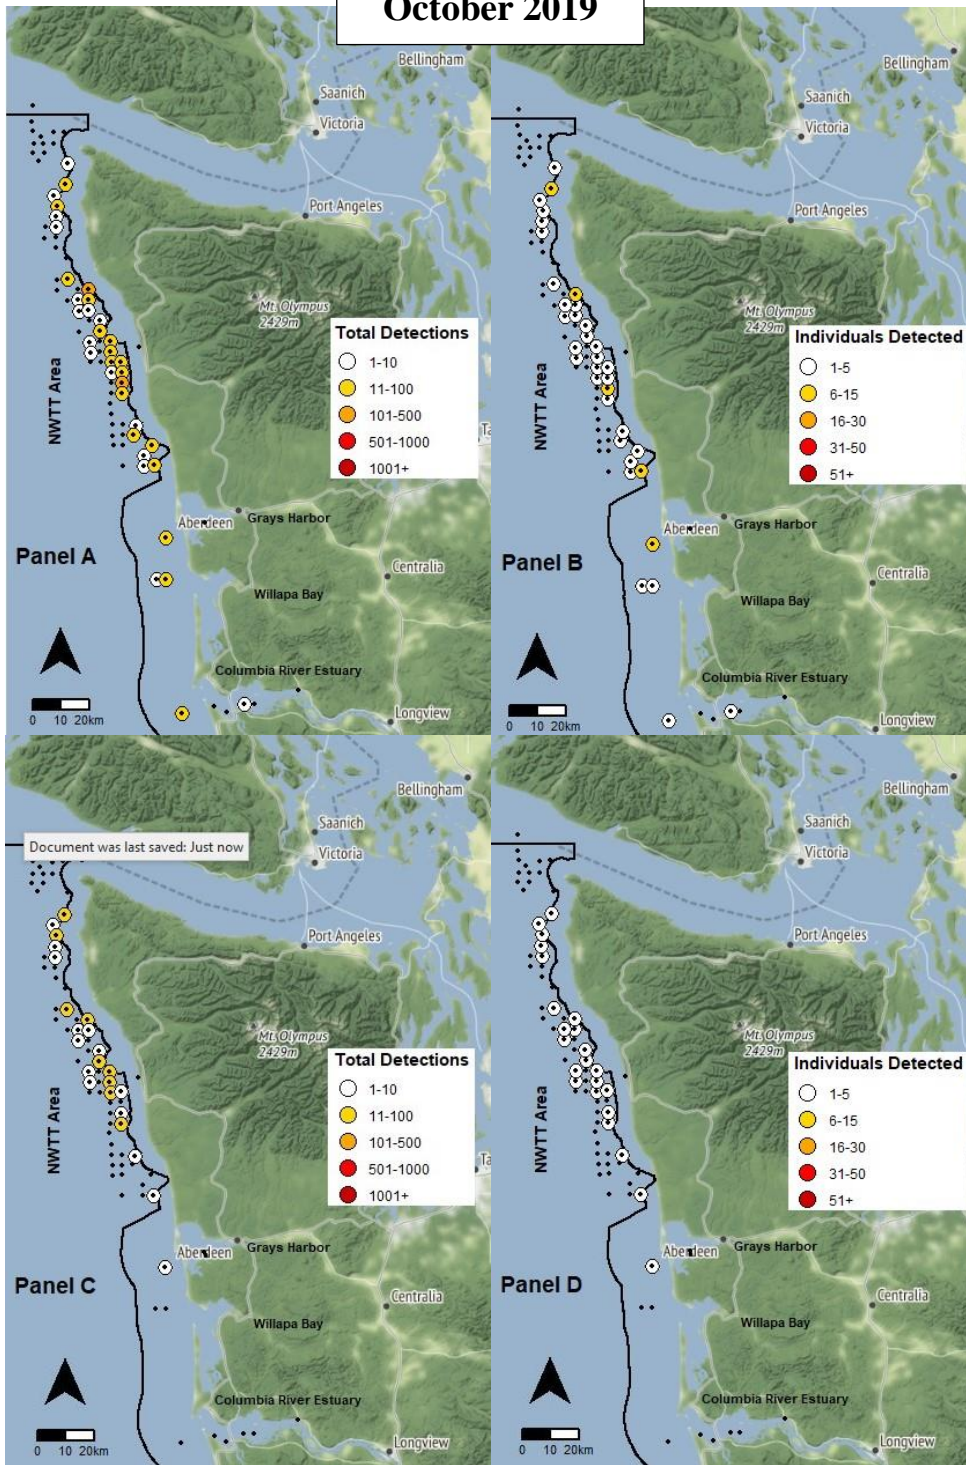 October 2019
Bellingham
Saanich
Victoria
Port Angeles
Mt. Olympus
2429m
Total Detections
1-10
11-100
101-500
501-1000
1001+
NWTT Area
Aberdeen
Grays Harbor
Panel A
Centralia
Willapa Bay
Columbia River Estuary
0 10 20km
Longview
Bellingham
Saanich
Victoria
Port Angeles
Mt. Olympus
2429m
Individuals Detected
1-5
6-15
16-30
31-50
51+
NWTT Area
Aberdeen
Grays Harbor
Panel B
Centralia
Willapa Bay
Columbia River Estuary
0 10 20km
Longview
Bellingham
Saanich
Document was last saved: Just now
Victoria
Port Angeles
Mt. Olympus
2429m
Total Detections
1-10
11-100
101-500
501-1000
1001+
NWTT Area
Aberdeen
Grays Harbor
Panel C
Centralia
Willapa Bay
Columbia River Estuary
0 10 20km
Longview
Bellingham
Saanich
Victoria
Port Angeles
Mt. Olympus
2429m
Individuals Detected
1-5
6-15
16-30
31-50
51+
NWTT Area
Aberdeen
Grays Harbor
Panel D
Centralia
Willapa Bay
Columbia River Estuary
0 10 20km
Longview